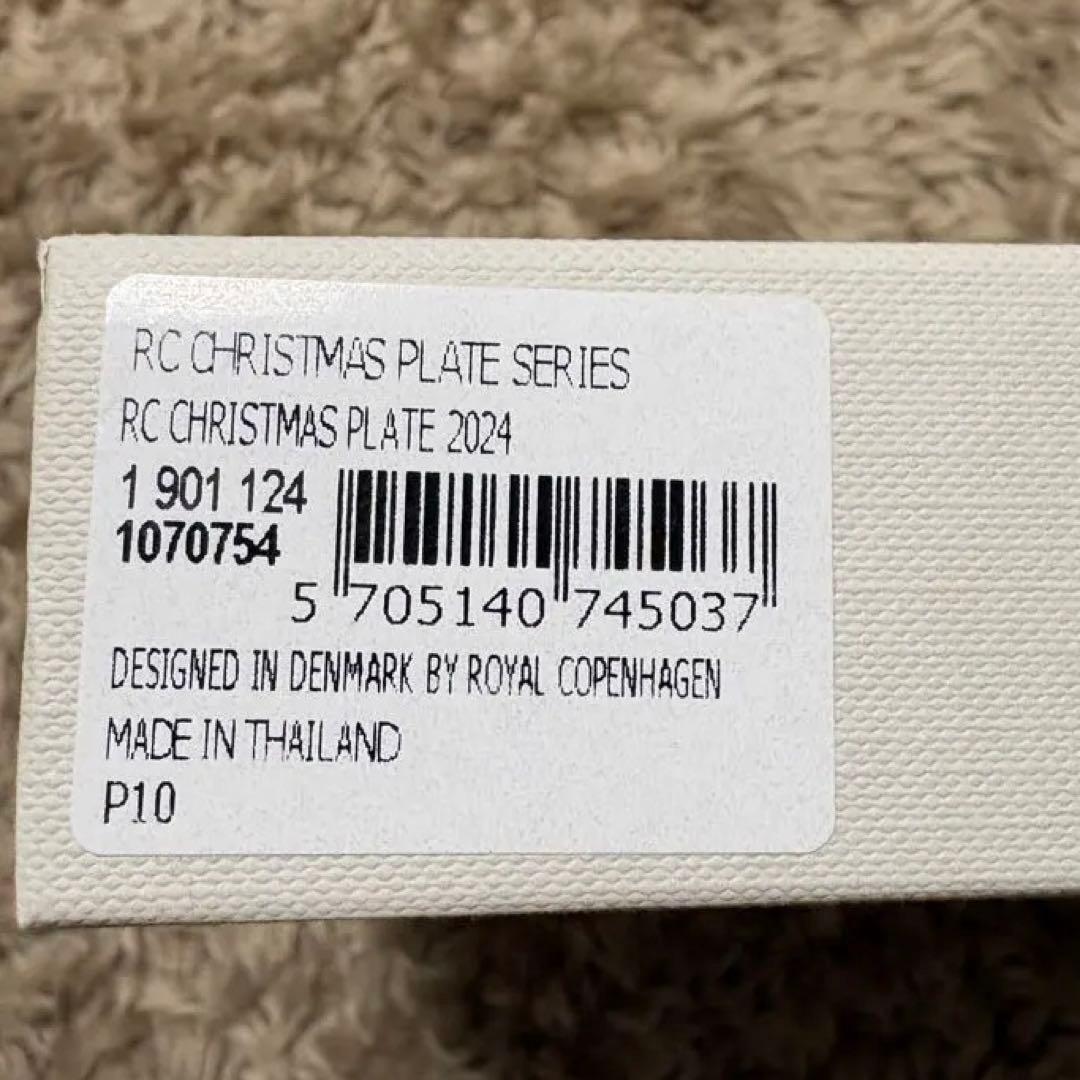 RC CHRISTMAS PLATE SERIES
RC CHRISTMAS PLATE 2024
1 901 124
1070754
5 705140 745037
DESIGNED IN DENMARK BY ROYAL COPENHAGEN
MADE IN THAILAND
P10